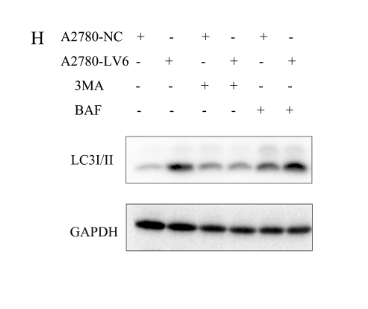 H
A2780-NC + - + - + -
A2780-LV6 - + - + - +
3MA - - + + - -
BAF - - - - + +
LC3I/II
GAPDH